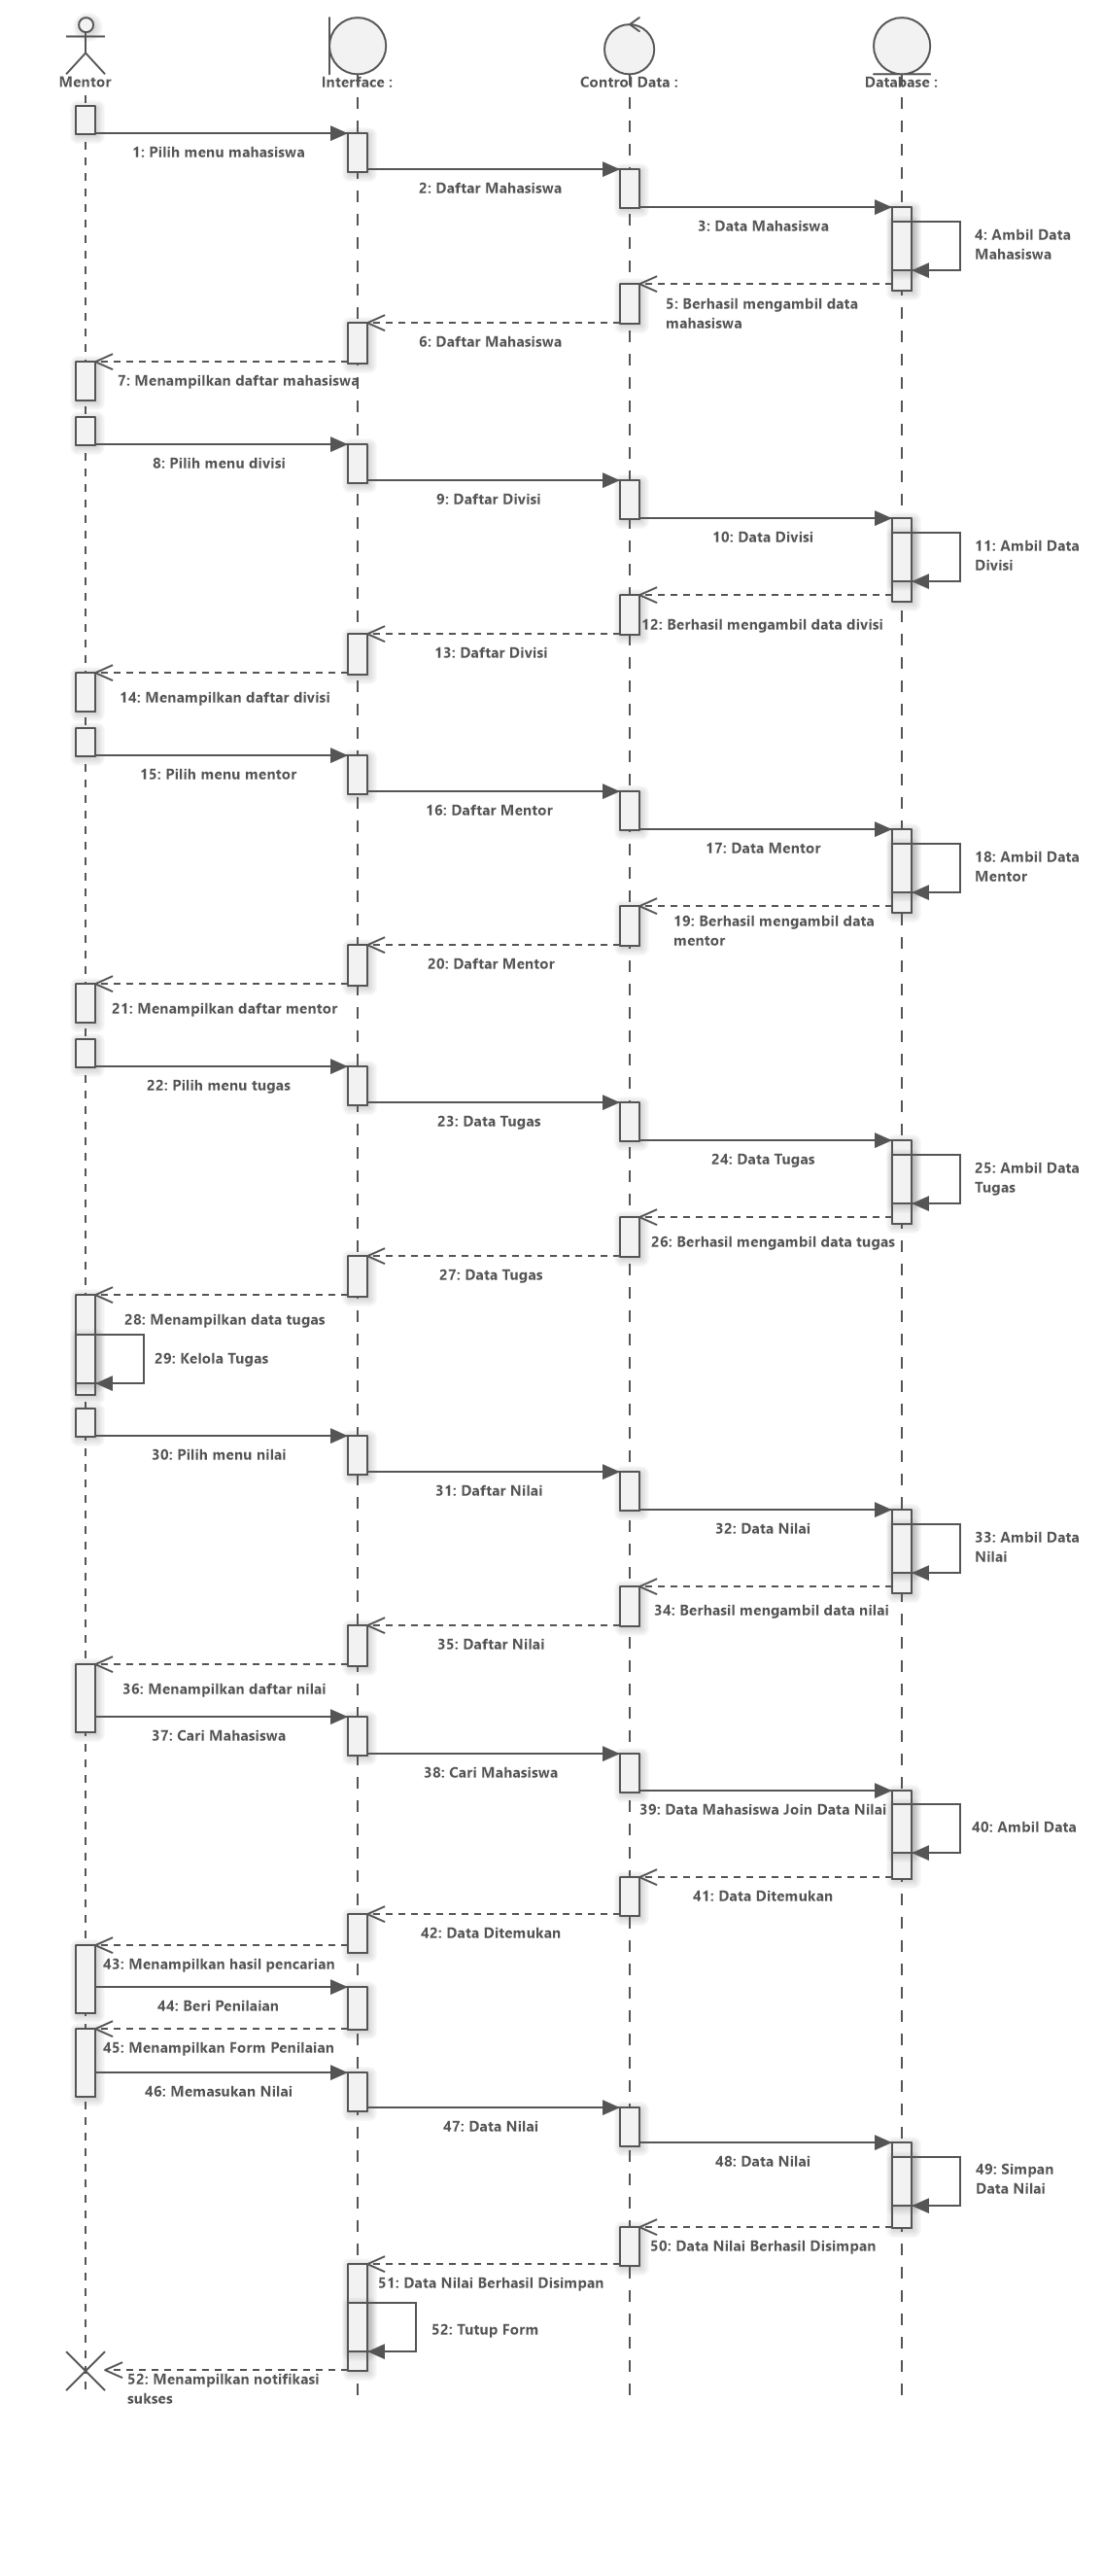 Mentor
Interface :
Control Data :
Database :
1: Pilih menu mahasiswa
2: Daftar Mahasiswa
3: Data Mahasiswa
4: Ambil Data
Mahasiswa
5: Berhasil mengambil data
mahasiswa
6: Daftar Mahasiswa
7: Menampilkan daftar mahasiswa
8: Pilih menu divisi
9: Daftar Divisi
10: Data Divisi
11: Ambil Data
Divisi
12: Berhasil mengambil data divisi
13: Daftar Divisi
14: Menampilkan daftar divisi
15: Pilih menu mentor
16: Daftar Mentor
17: Data Mentor
18: Ambil Data
Mentor
19: Berhasil mengambil data
mentor
20: Daftar Mentor
21: Menampilkan daftar mentor
22: Pilih menu tugas
23: Data Tugas
24: Data Tugas
25: Ambil Data
Tugas
26: Berhasil mengambil data tugas
27: Data Tugas
28: Menampilkan data tugas
29: Kelola Tugas
30: Pilih menu nilai
31: Daftar Nilai
32: Data Nilai
33: Ambil Data
Nilai
34: Berhasil mengambil data nilai
35: Daftar Nilai
36: Menampilkan daftar nilai
37: Cari Mahasiswa
38: Cari Mahasiswa
39: Data Mahasiswa Join Data Nilai
40: Ambil Data
41: Data Ditemukan
42: Data Ditemukan
43: Menampilkan hasil pencarian
44: Beri Penilaian
45: Menampilkan Form Penilaian
46: Memasukan Nilai
47: Data Nilai
48: Data Nilai
49: Simpan
Data Nilai
50: Data Nilai Berhasil Disimpan
51: Data Nilai Berhasil Disimpan
52: Tutup Form
52: Menampilkan notifikasi
sukses